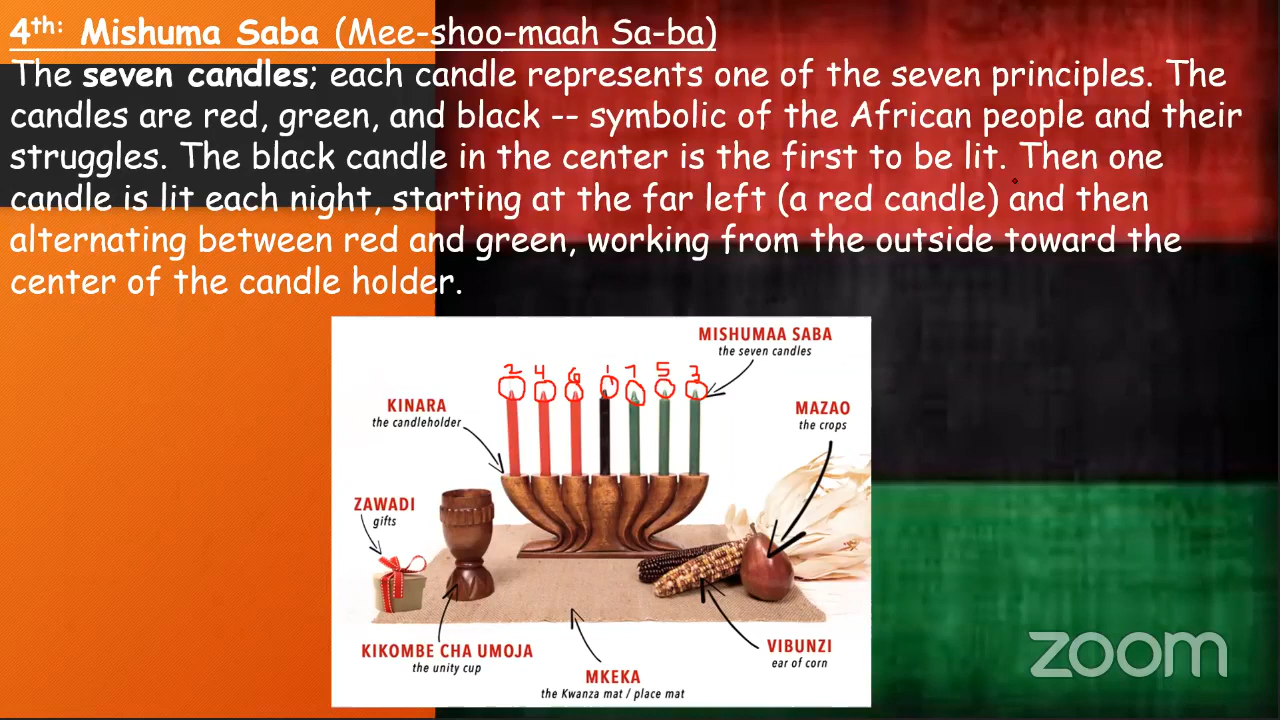 4th: Mishuma Saba (Mee-shoo-maah Sa-ba)
The seven candles; each candle represents one of the seven principles. The
candles are red, green, and black -- symbolic of the African people and their
struggles. The black candle in the center is the first to be lit. Then one
candle is lit each night, starting at the far left (a red candle) and then
alternating between red and green, working from the outside toward the
center of the candle holder.
MISHUMAA SABA
the seven candles
2 4 6 1 7 5 3
KINARA
the candleholder
MAZAO
the crops
ZAWADI
gifts
KIKOMBE CHA UMOJA
the unity cup
MKEKA
the Kwanza mat / place mat
VIBUNZI
ear of corn
zoom